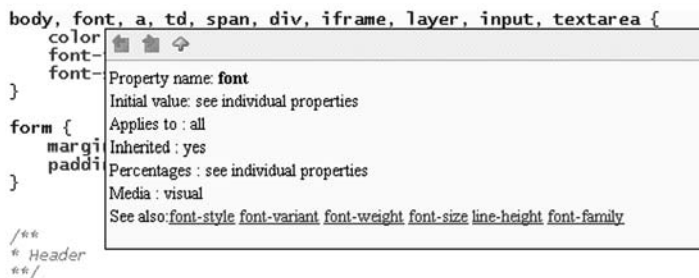 body, font, a, td, span, div, iframe, layer, input, textarea {
color
font-
font-
Property name: font
Initial value: see individual properties
Applies to : all
Inherited : yes
Percentages : see individual properties
Media : visual
See also:font-style font-variant font-weight font-size line-height font-family
}
form {
margi
paddi
}
/**
* Header
**/